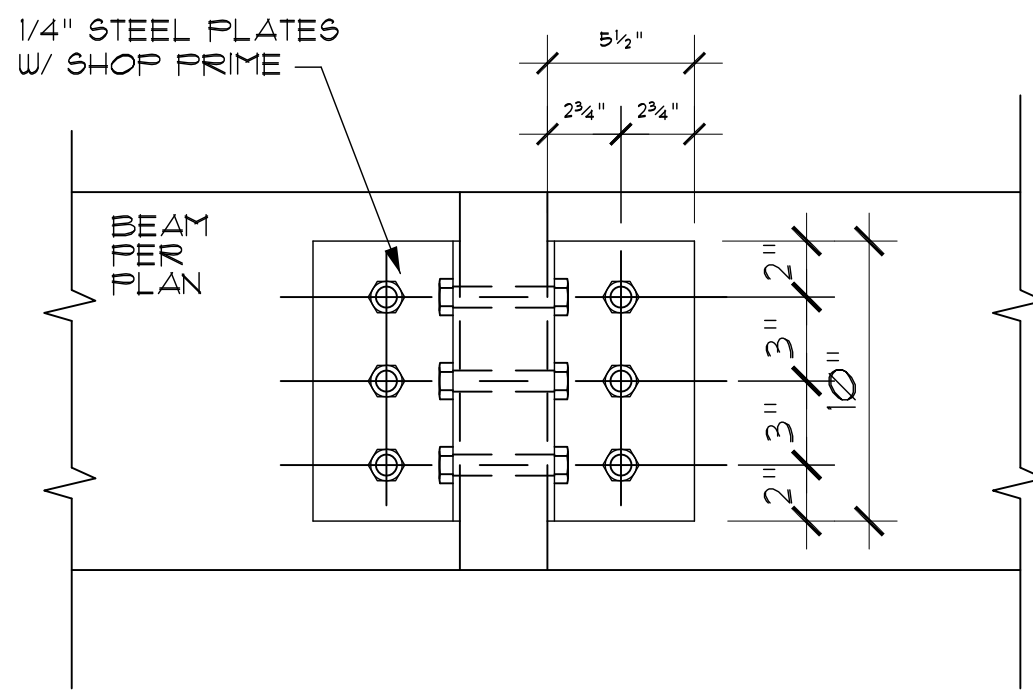 1/4" STEEL PLATES
W/ SHOP PRIME
5½"
2¾" 2¾"
BEAM
PER
PLAN
2"
3"
10"
3"
2"